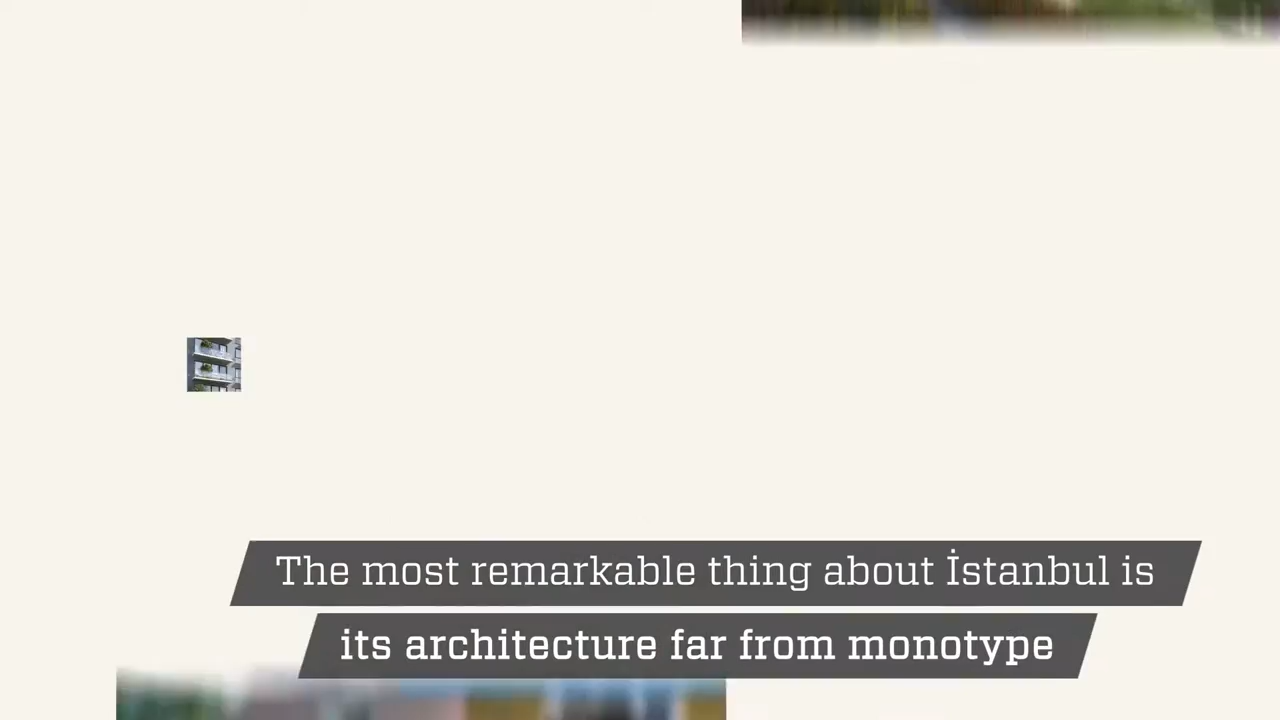 The most remarkable thing about İstanbul is
its architecture far from monotype